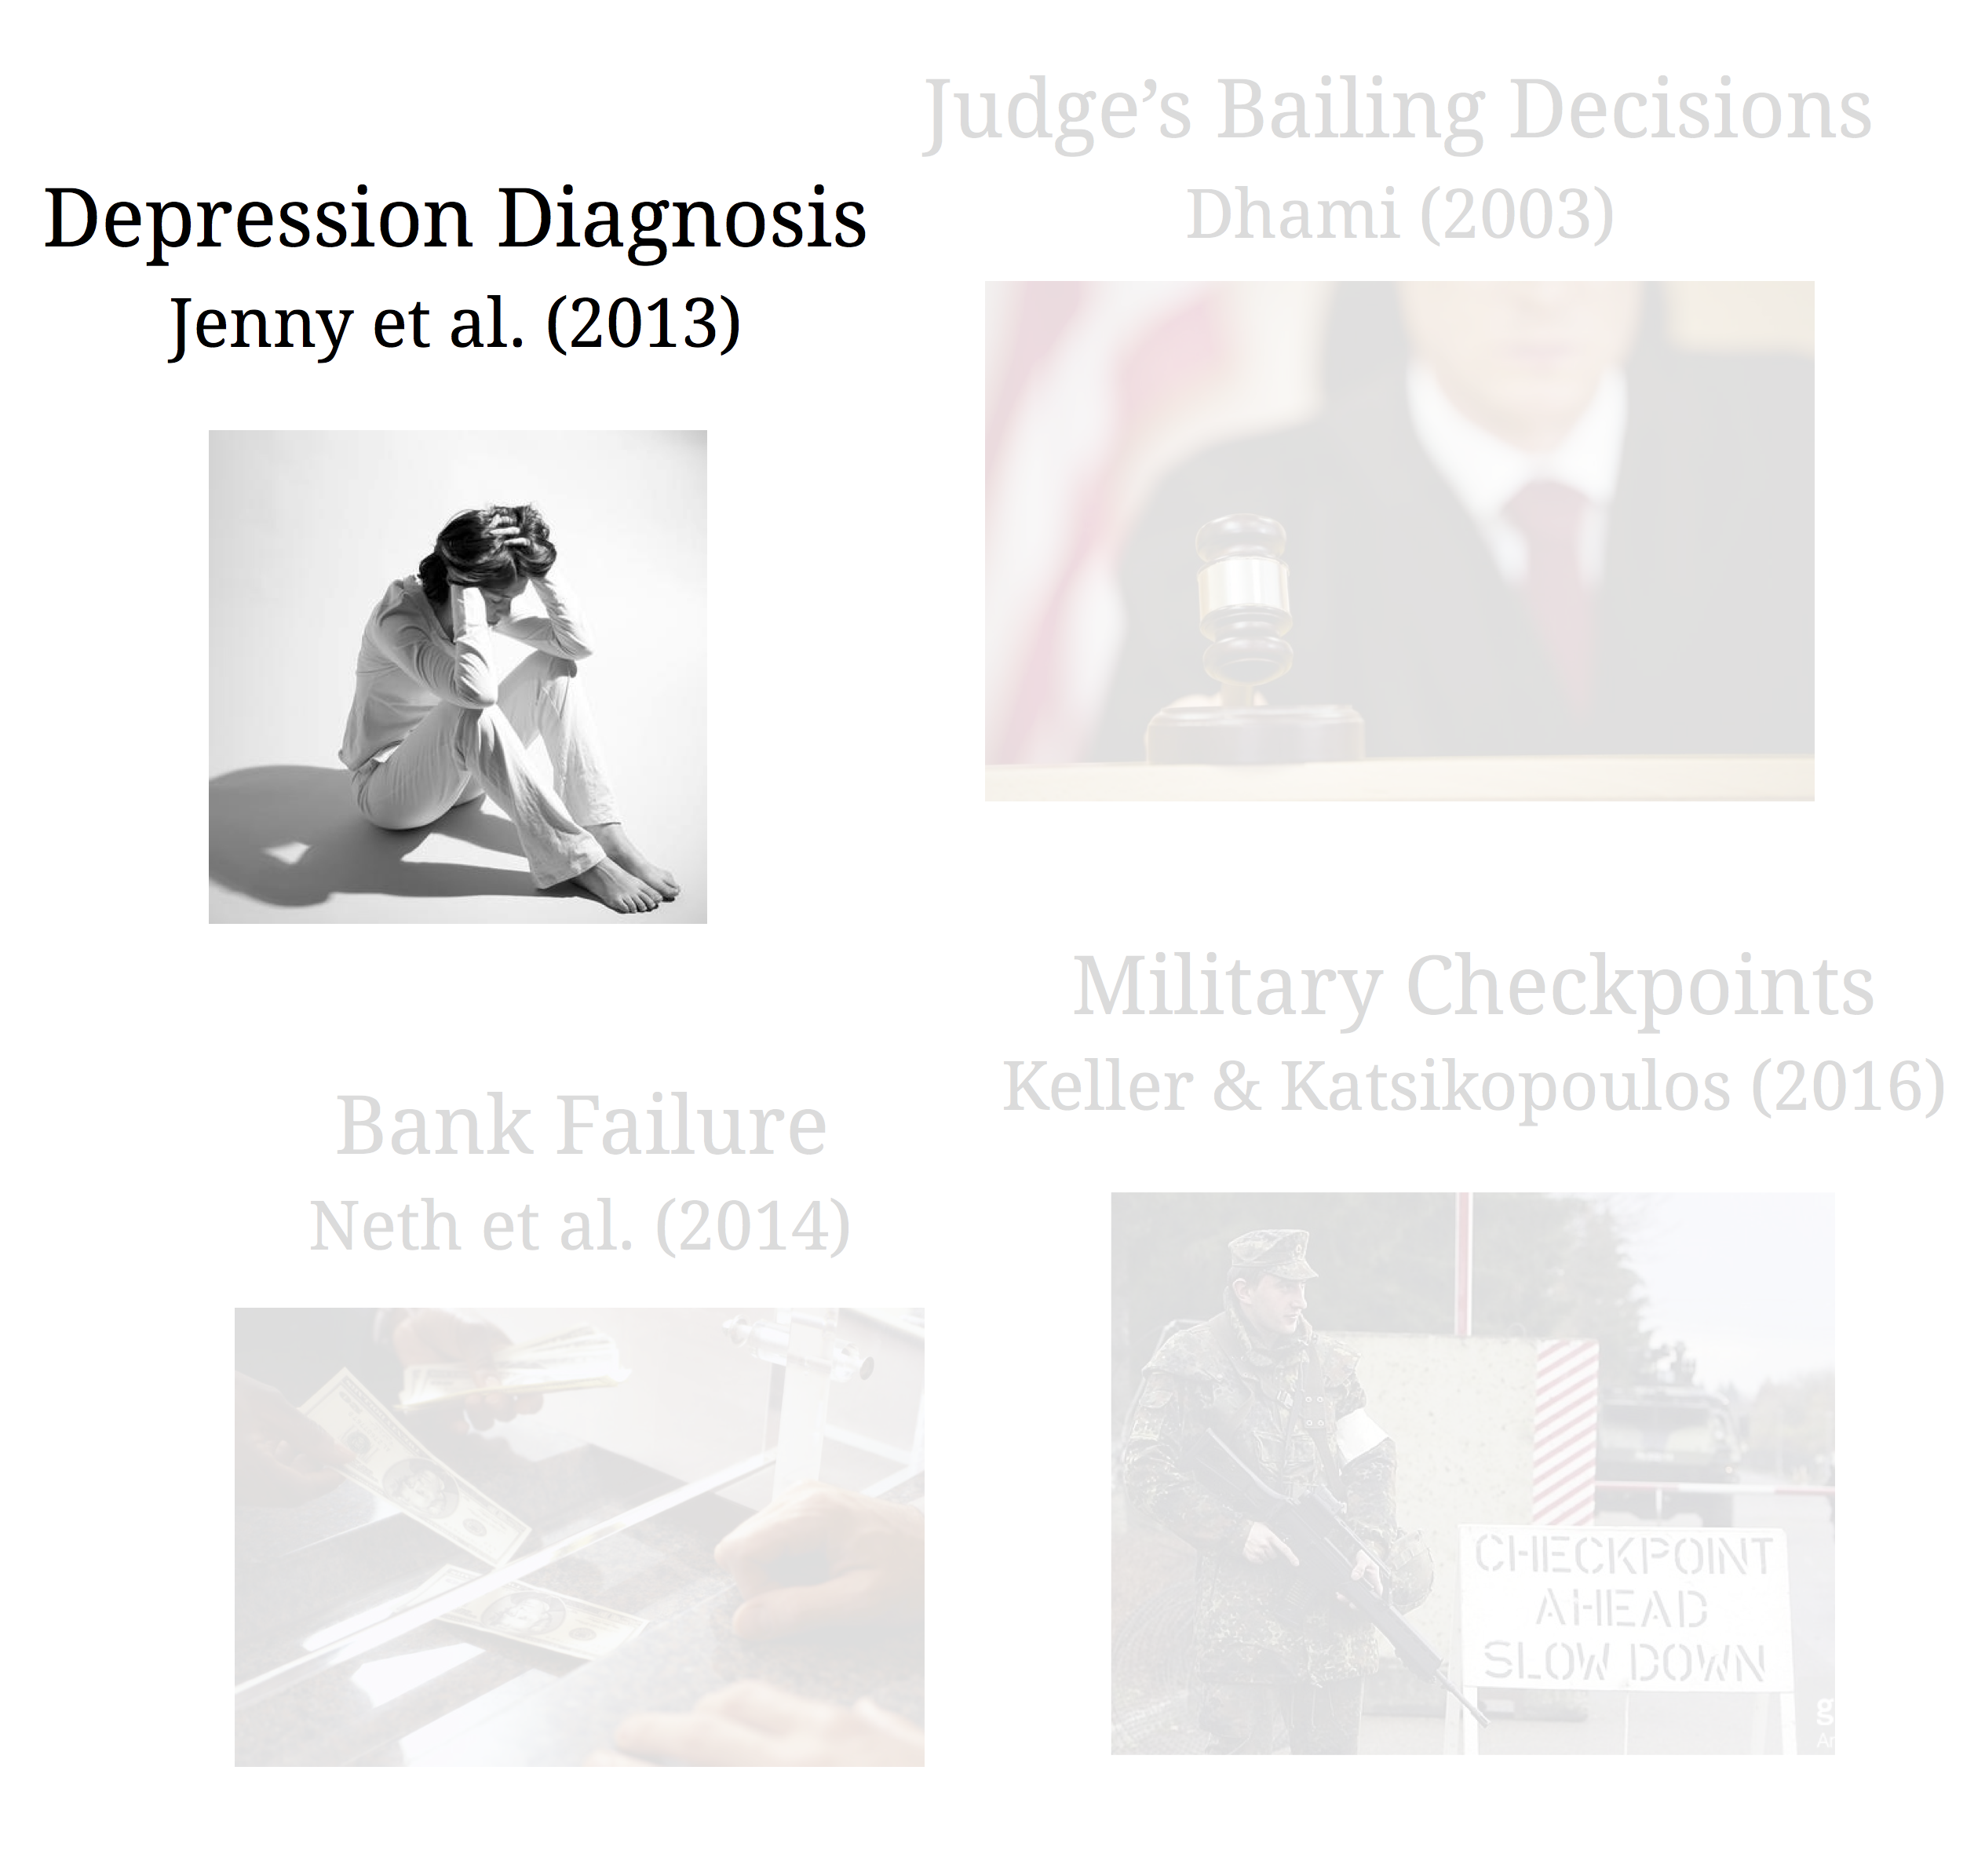 Judge’s Bailing Decisions
Dhami (2003)
Depression Diagnosis
Jenny et al. (2013)
Military Checkpoints
Keller & Katsikopoulos (2016)
Bank Failure
Neth et al. (2014)
CHECKPOINT
AHEAD
SLOW DOWN